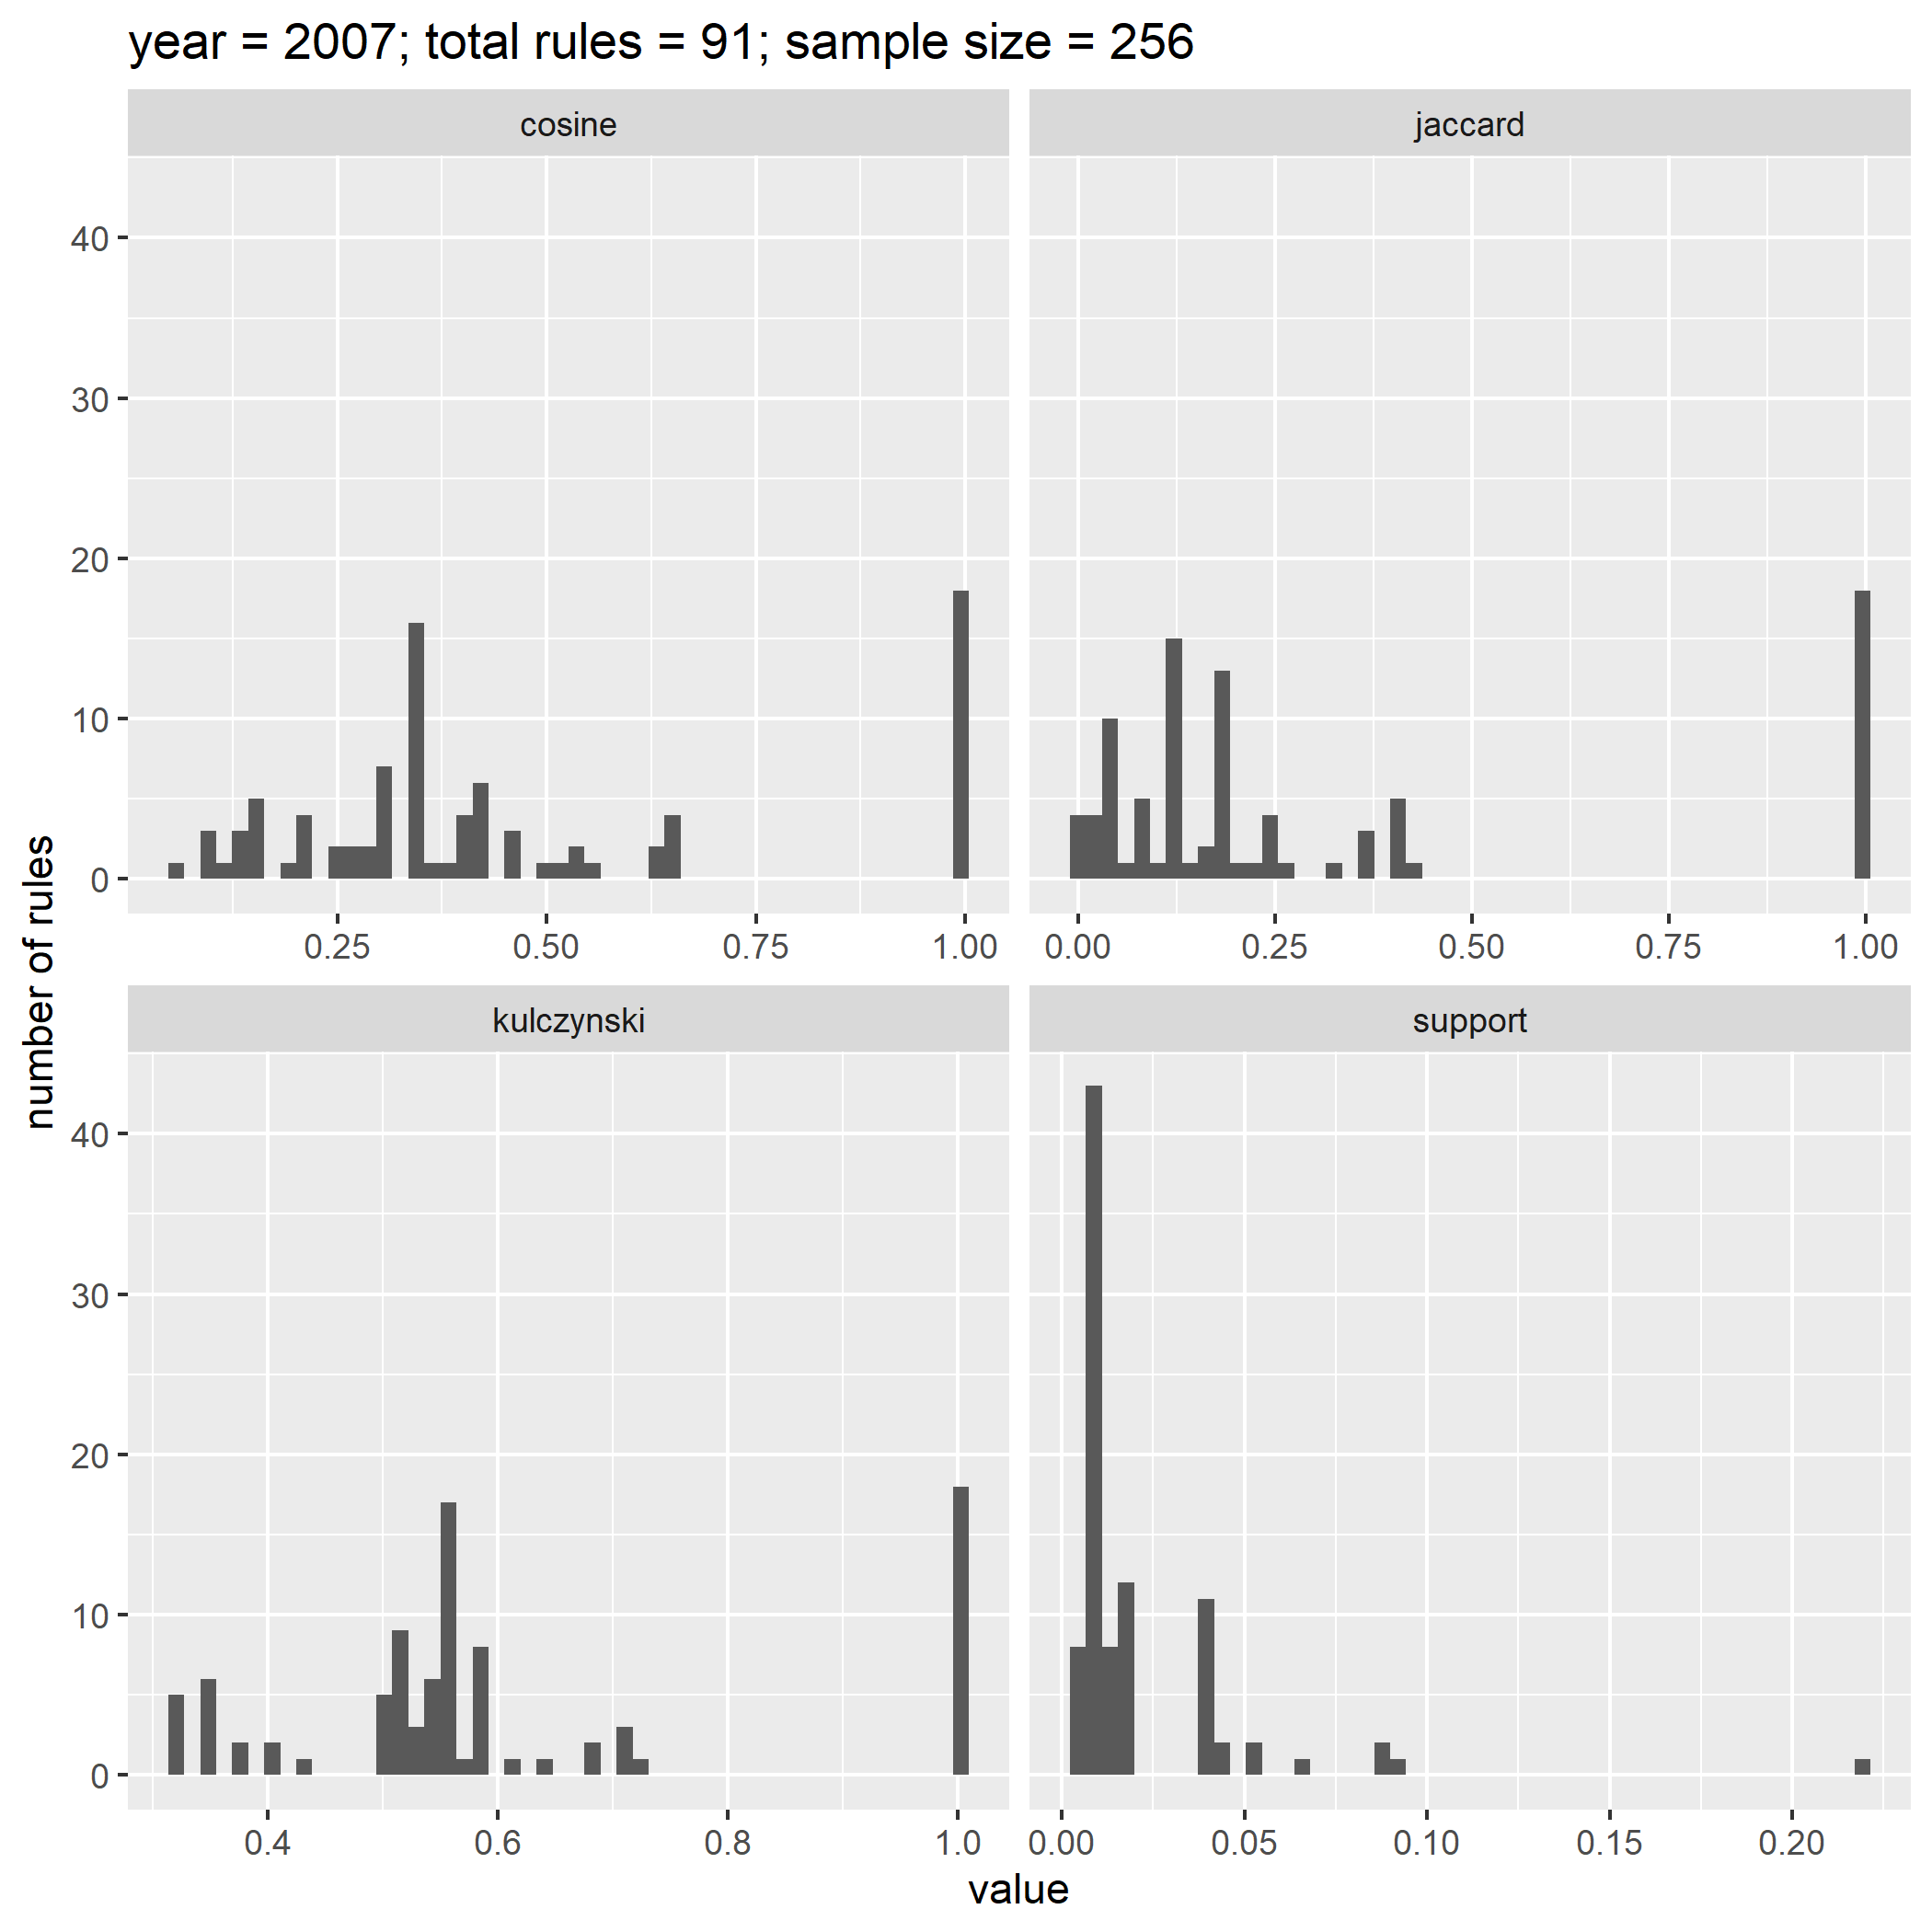 year = 2007; total rules = 91; sample size = 256
cosine
jaccard
40
30
20
10
0
0.25 0.50 0.75 1.00
0.00 0.25 0.50 0.75 1.00
number of rules
kulczynski
support
40
30
20
10
0
0.4 0.6 0.8 1.0
0.00 0.05 0.10 0.15 0.20
value